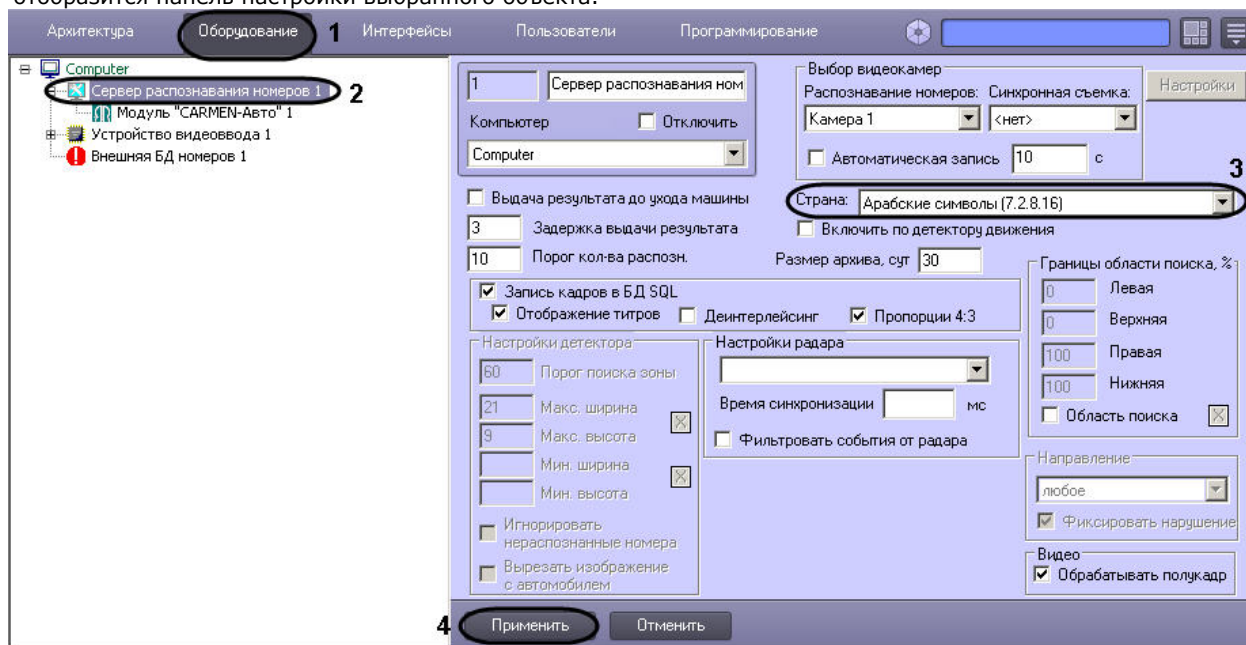 отобразится панель настройки выбранного объекта.
Архитектура
Оборудование
1
Интерфейсы
Пользователи
Программирование
Computer
Сервер распознавания номеров 1
2
Модуль "CARMEN-Авто" 1
Устройство видеоввода 1
Внешняя БД номеров 1
1
Сервер распознавания ном
Компьютер
Отключить
Computer
Выбор видеокамер
Распознавание номеров:
Синхронная съемка:
Камера 1
<нет>
Автоматическая запись
10
с
Настройки
3
Выдача результата до ухода машины
3
Задержка выдачи результата
10
Порог кол-ва распозн.
Страна:
Арабские символы (7.2.8.16)
Включить по детектору движения
Размер архива, сут
30
Запись кадров в БД SQL
Отображение титров
Деинтерлейсинг
Пропорции 4:3
Границы области поиска, %
0
Левая
0
Верхняя
100
Правая
100
Нижняя
Область поиска
Настройки детектора
60
Порог поиска зоны
21
Макс. ширина
9
Макс. высота
Мин. ширина
Мин. высота
Игнорировать
нераспознанные номера
Вырезать изображение
с автомобилем
Настройки радара
Время синхронизации
мс
Фильтровать события от радара
Направление
любое
Фиксировать нарушение
Видео
Обрабатывать полукадр
4
Применить
Отменить